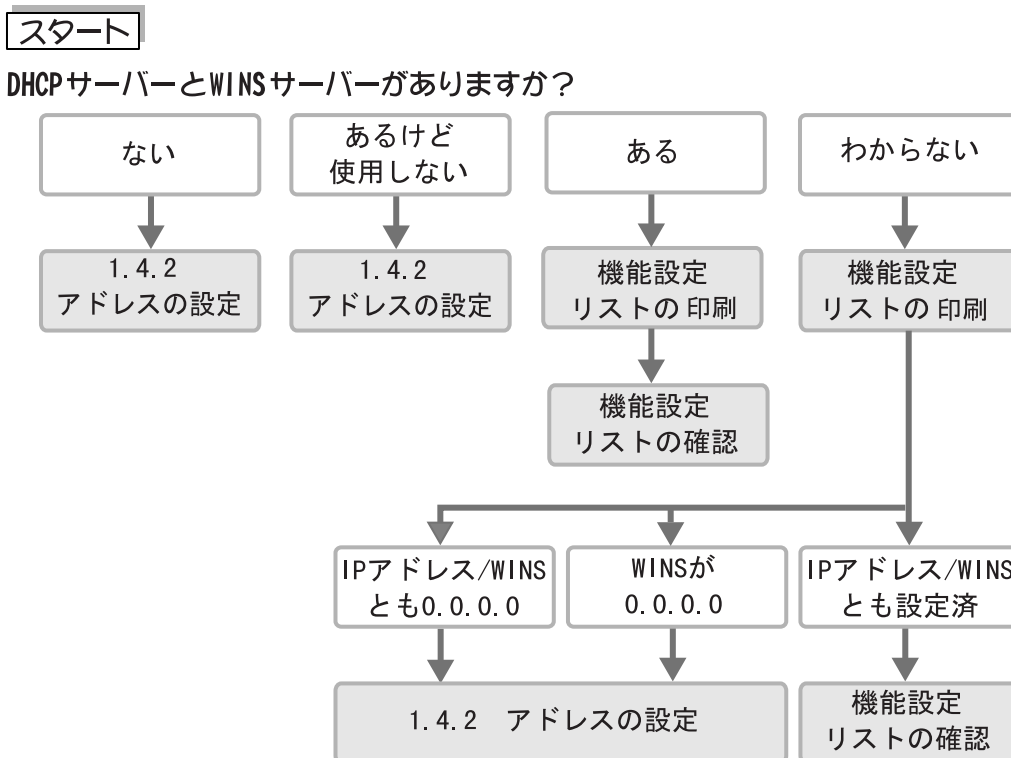 スタート
DHCPサーバーとWINSサーバーがありますか?
ない
あるけど
使用しない
ある
わからない
1.4.2
アドレスの設定
1.4.2
アドレスの設定
機能設定
リストの印刷
機能設定
リストの印刷
機能設定
リストの確認
IPアドレス/WINS
とも0.0.0.0
WINSが
0.0.0.0
IPアドレス/WINS
とも設定済
1.4.2 アドレスの設定
機能設定
リストの確認